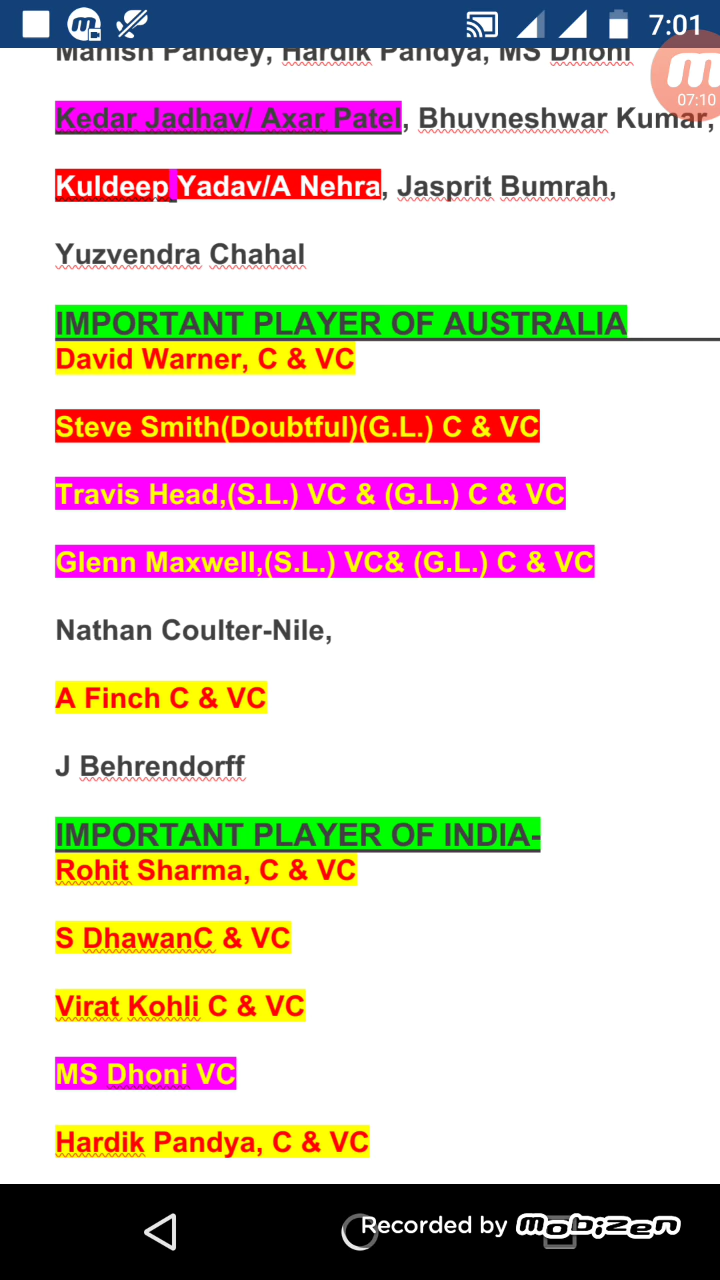 7:01
07:10
Manish Pandey, Hardik Pandya, MS Dhoni
Kedar Jadhav/ Axar Patel, Bhuvneshwar Kumar,
Kuldeep Yadav/A Nehra, Jasprit Bumrah,
Yuzvendra Chahal
IMPORTANT PLAYER OF AUSTRALIA
David Warner, C & VC
Steve Smith(Doubtful)(G.L.) C & VC
Travis Head,(S.L.) VC & (G.L.) C & VC
Glenn Maxwell,(S.L.) VC& (G.L.) C & VC
Nathan Coulter-Nile,
A Finch C & VC
J Behrendorff
IMPORTANT PLAYER OF INDIA-
Rohit Sharma, C & VC
S DhawanC & VC
Virat Kohli C & VC
MS Dhoni VC
Hardik Pandya, C & VC
Recorded by mobizen